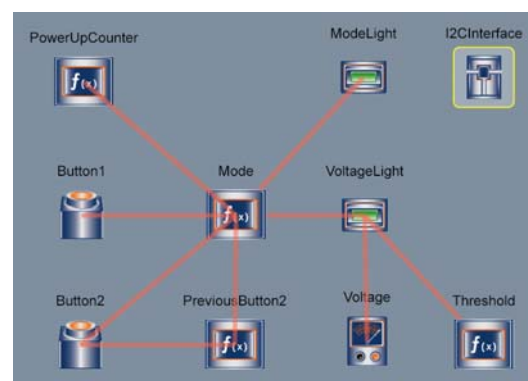 PowerUpCounter
ModeLight
I2CInterface
f(x)
Button1
Mode
VoltageLight
f(x)
Button2
PreviousButton2
Voltage
Threshold
f(x)
f(x)